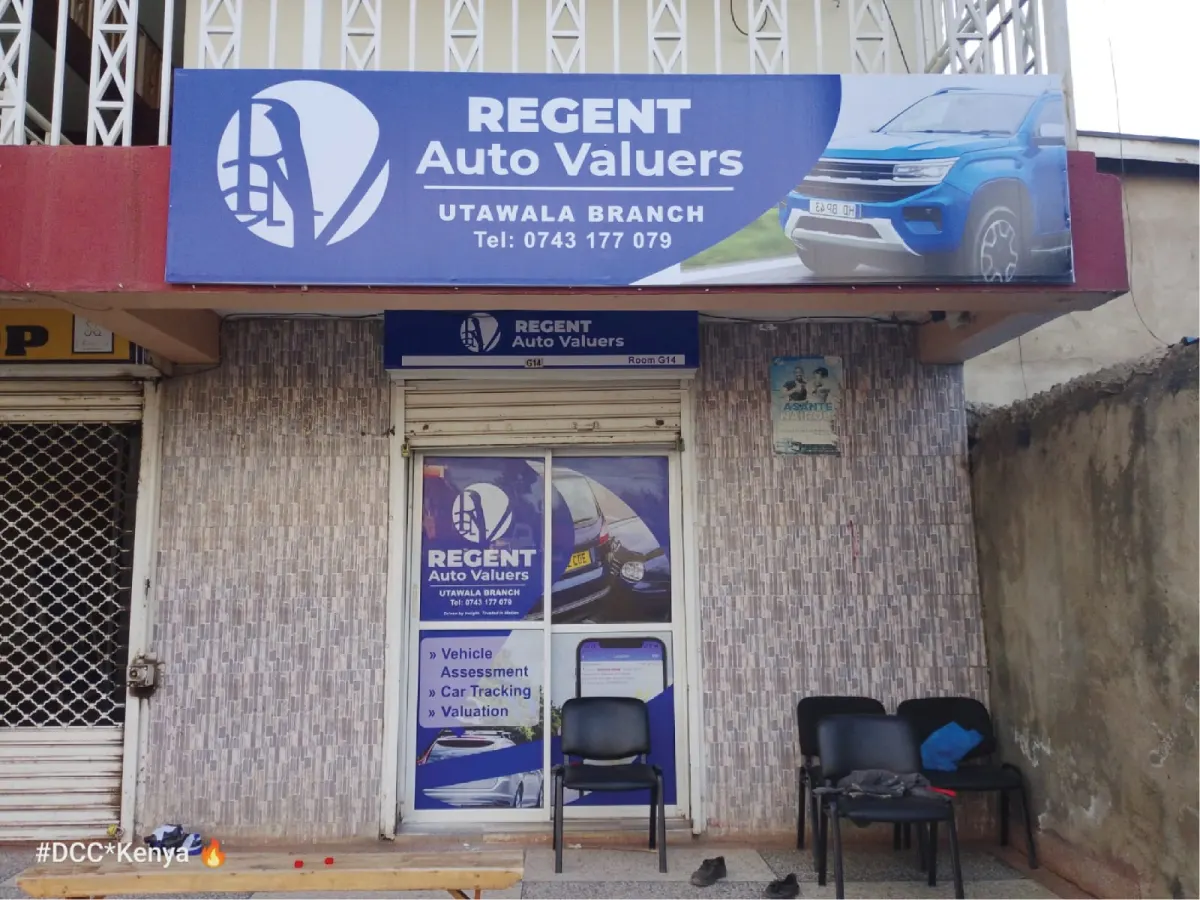 REGENT
Auto Valuers
UTAWALA BRANCH
Tel: 0743 177 079
P
REGENT
Auto Valuers
G14
Room G14
ASANTE
REGENT
Auto Valuers
UTAWALA BRANCH
Tel: 0743 177 079
» Vehicle
Assessment
» Car Tracking
» Valuation
#DCC*Kenya🔥